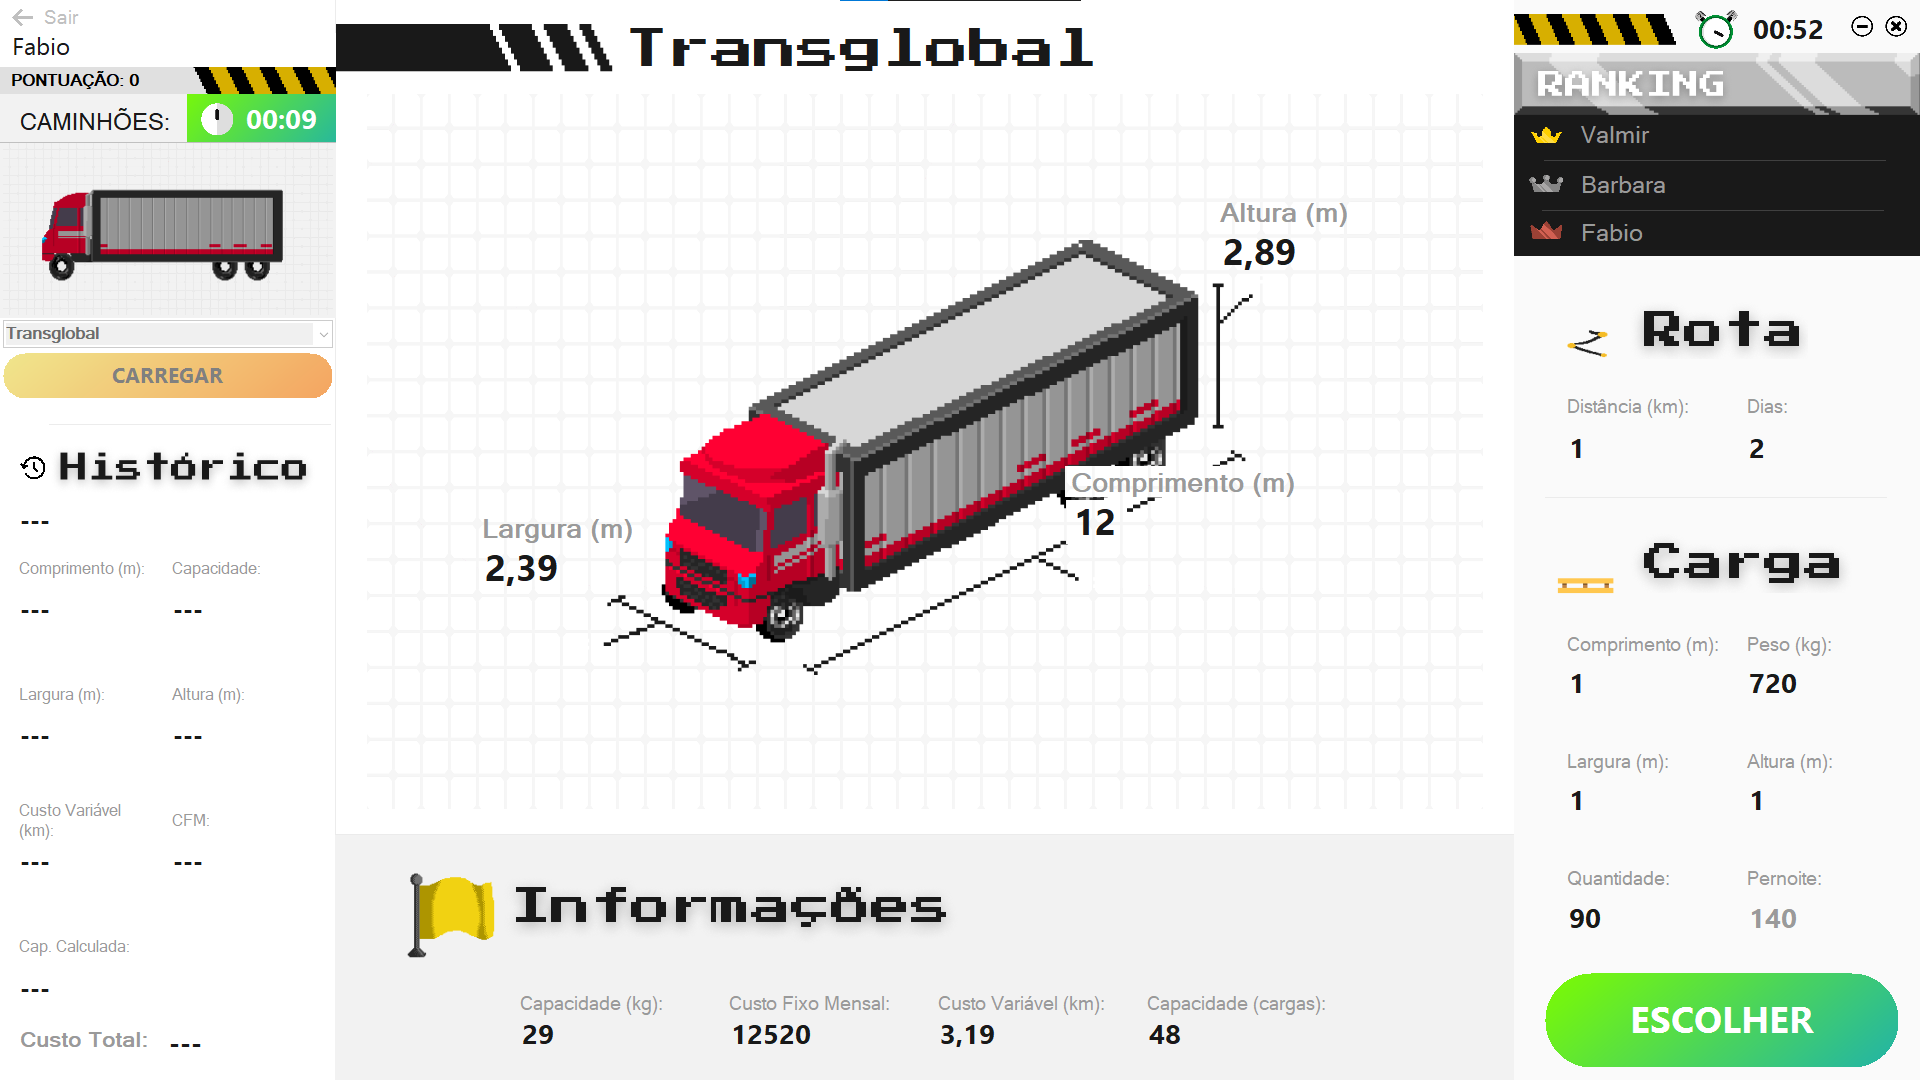 Sair
Fabio
PONTUAÇÃO: 0
CAMINHÕES: 00:09
Transglobal
CARREGAR
Histórico
---
Comprimento (m): Capacidade:
--- ---
Largura (m): Altura (m):
--- ---
Custo Variável
(km): CFM:
--- ---
Cap. Calculada:
---
Custo Total: ---
Transglobal
Altura (m)
2,89
Comprimento (m)
12
Largura (m)
2,39
Informações
Capacidade (kg): Custo Fixo Mensal: Custo Variável (km): Capacidade (cargas):
29 12520 3,19 48
00:52
RANKING
Valmir
Barbara
Fabio
Rota
Distância (km): Dias:
1 2
Carga
Comprimento (m): Peso (kg):
1 720
Largura (m): Altura (m):
1 1
Quantidade: Pernoite:
90 140
ESCOLHER